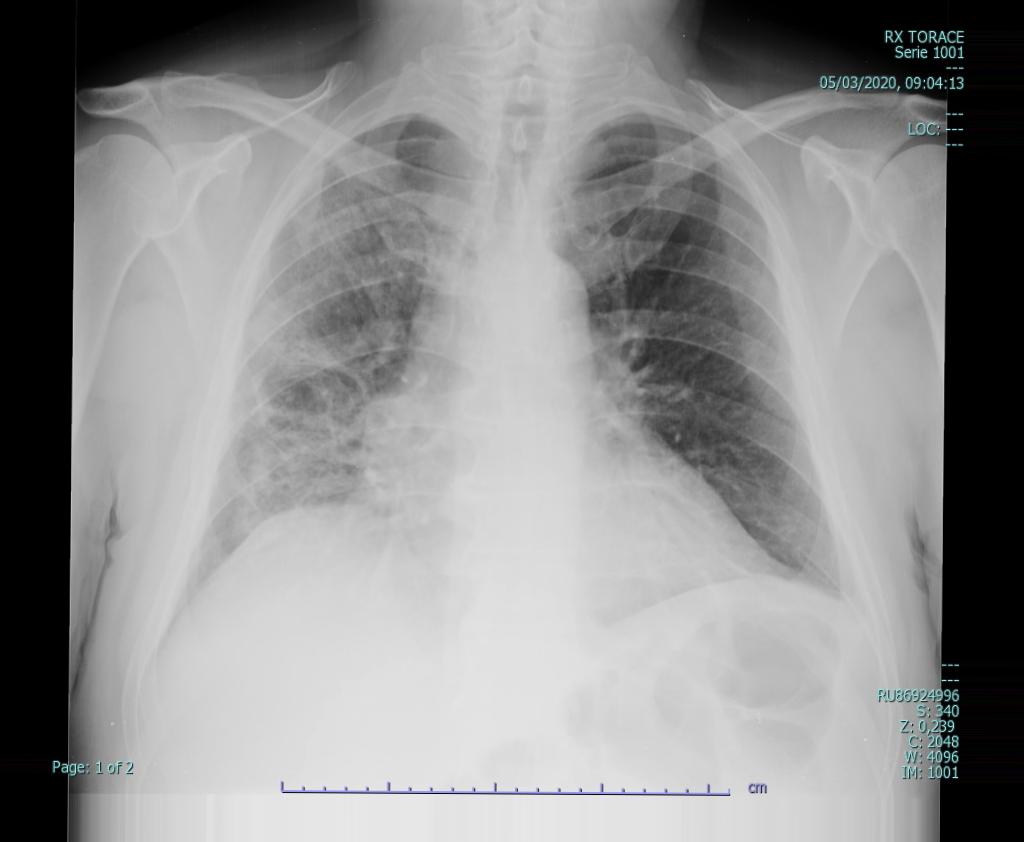 RX TORACE
Serie 1001
---
05/03/2020, 09:04:13
---
LOC: ---
---
---
---
RU86924996
S: 340
Z: 0,239
C: 2048
W: 4096
IM: 1001
Page: 1 of 2
cm